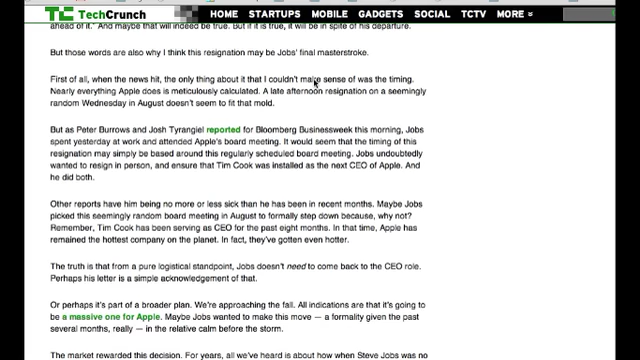 TC TechCrunch HOME STARTUPS MOBILE GADGETS SOCIAL TCTV MORE
ahead of it." And maybe that will indeed be true. But if it is true, it will be in spite of his departure.
But those words are also why I think this resignation may be Jobs' final masterstroke.
First of all, when the news hit, the only thing about it that I couldn't make sense of was the timing.
Nearly everything Apple does is meticulously calculated. A late afternoon resignation on a seemingly
random Wednesday in August doesn't seem to fit that mold.
But as Peter Burrows and Josh Tyrangiel reported for Bloomberg Businessweek this morning, Jobs
spent yesterday at work and attended Apple's board meeting. It would seem that the timing of this
resignation may simply be based around this regularly scheduled board meeting. Jobs undoubtedly
wanted to resign in person, and ensure that Tim Cook was installed as the next CEO of Apple. And
he did both.
Other reports have him being no more or less sick than he has been in recent months. Maybe Jobs
picked this seemingly random board meeting in August to formally step down because, why not?
Remember, Tim Cook has been serving as CEO for the past eight months. In that time, Apple has
remained the hottest company on the planet. In fact, they've gotten even hotter.
The truth is that from a pure logistical standpoint, Jobs doesn't need to come back to the CEO role.
Perhaps his letter is a simple acknowledgement of that.
Or perhaps it's part of a broader plan. We're approaching the fall. All indications are that it's going to
be a massive one for Apple. Maybe Jobs wanted to make this move — a formality given the past
several months, really — in the relative calm before the storm.
The market rewarded this decision. For years, all we've heard is about how when Steve Jobs was no